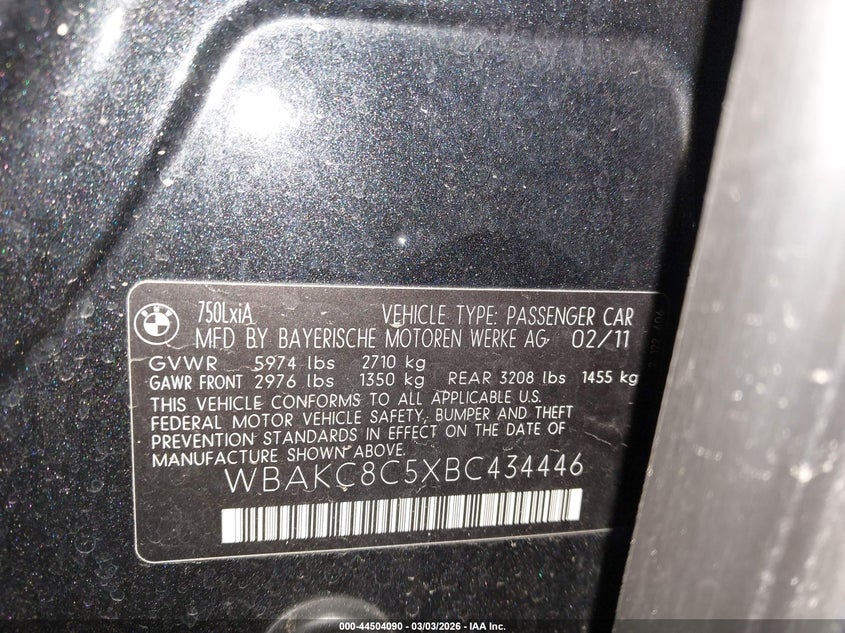 750LxiA VEHICLE TYPE: PASSENGER CAR
MFD BY BAYERISCHE MOTOREN WERKE AG 02/11
GVWR 5974 lbs 2710 kg
GAWR FRONT 2976 lbs 1350 kg REAR 3208 lbs 1455 kg
THIS VEHICLE CONFORMS TO ALL APPLICABLE U.S.
FEDERAL MOTOR VEHICLE SAFETY, BUMPER AND THEFT
PREVENTION STANDARDS IN EFFECT ON THE DATE OF
MANUFACTURE SHOWN ABOVE.
WBAKC8C5XBC434446
000-44504090 - 03/03/2026 - IAA Inc.